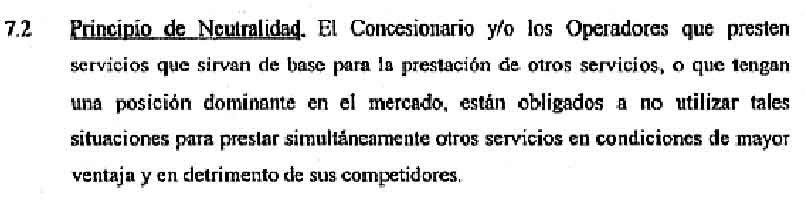 7.2 Principio de Neutralidad. El Concesionario y/o los Operadores que presten
servicios que sirvan de base para la prestación de otros servicios, o que tengan
una posición dominante en el mercado, están obligados a no utilizar tales
situaciones para prestar simultáneamente otros servicios en condiciones de mayor
ventaja y en detrimento de sus competidores.